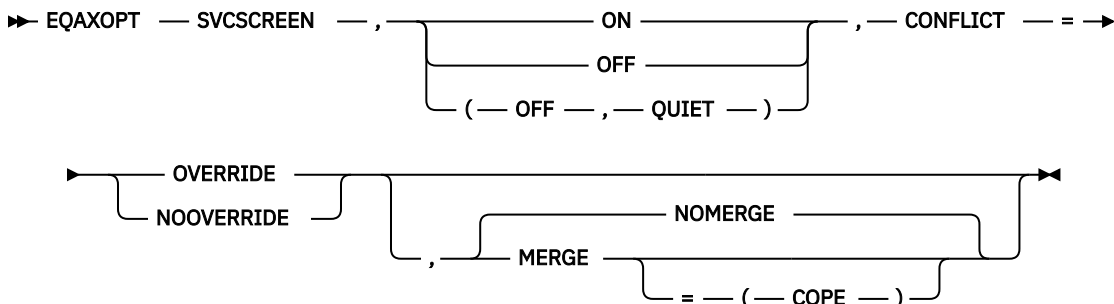 EQAXOPT SVCSCREEN , ON , CONFLICT =
OFF
( OFF , QUIET )
OVERRIDE
NOOVERRIDE
NOMERGE
, MERGE
= ( COPE )